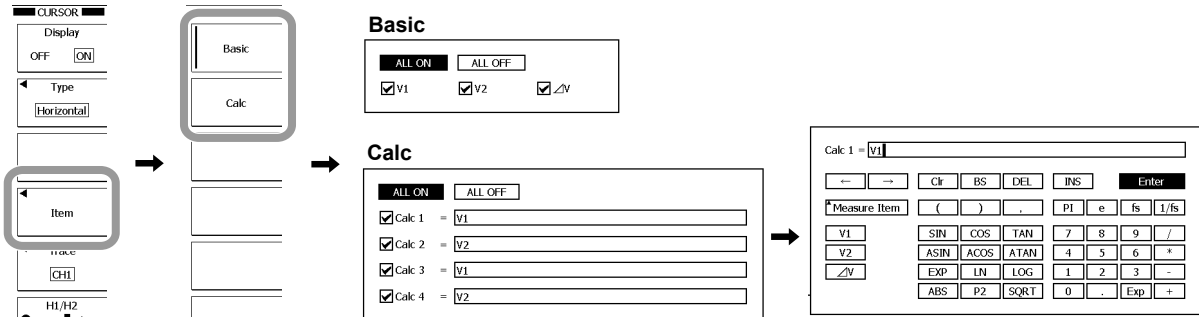 CURSOR
Display
OFF ON
Type
Horizontal
Item
Trace
CH1
H1/H2
Basic
Calc
Basic
ALL ON ALL OFF
V1 V2 ⊿V
Calc
ALL ON ALL OFF
Calc 1 = V1
Calc 2 = V2
Calc 3 = V1
Calc 4 = V2
Calc 1 = V1
← → Clr BS DEL INS Enter
Measure Item ( ) , PI e fs 1/fs
V1 SIN COS TAN 7 8 9 /
V2 ASIN ACOS ATAN 4 5 6 *
⊿V EXP LN LOG 1 2 3 -
ABS P2 SQRT 0 . Exp +